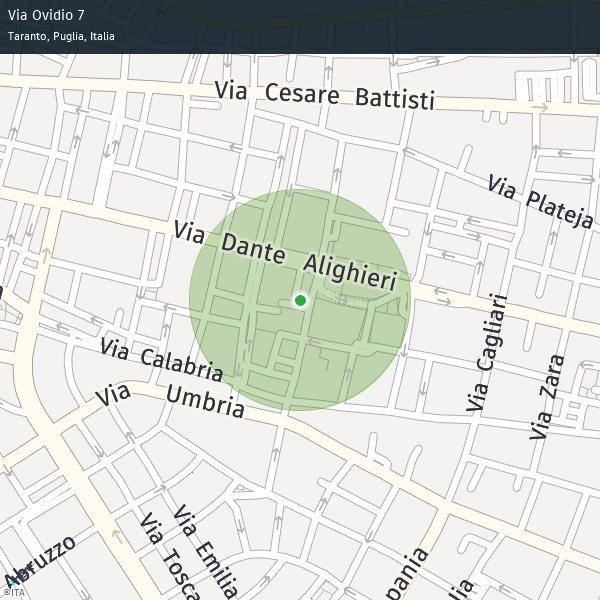 Via Ovidio 7
Taranto, Puglia, Italia
Via Cesare Battisti
Via Plateja
Via Dante Alighieri
Via Cagliari
Via Zara
Via Calabria
Via Umbria
Via Emilia
Via Tosca
Abruzzo
pania
lia
©ITA